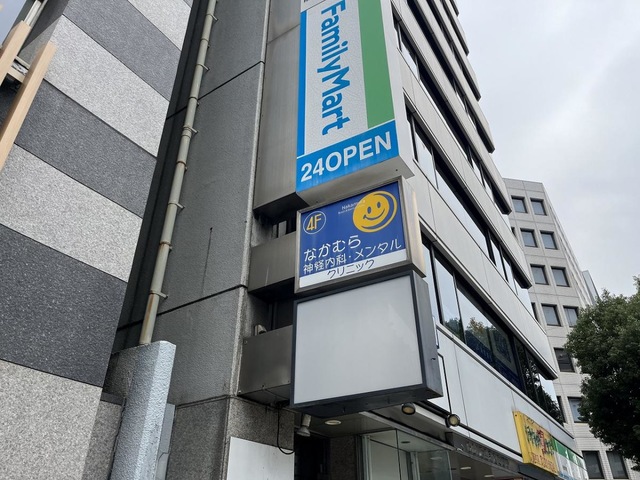 FamilyMart
24OPEN
4F
なかむら
神経内科・メンタル
クリニック